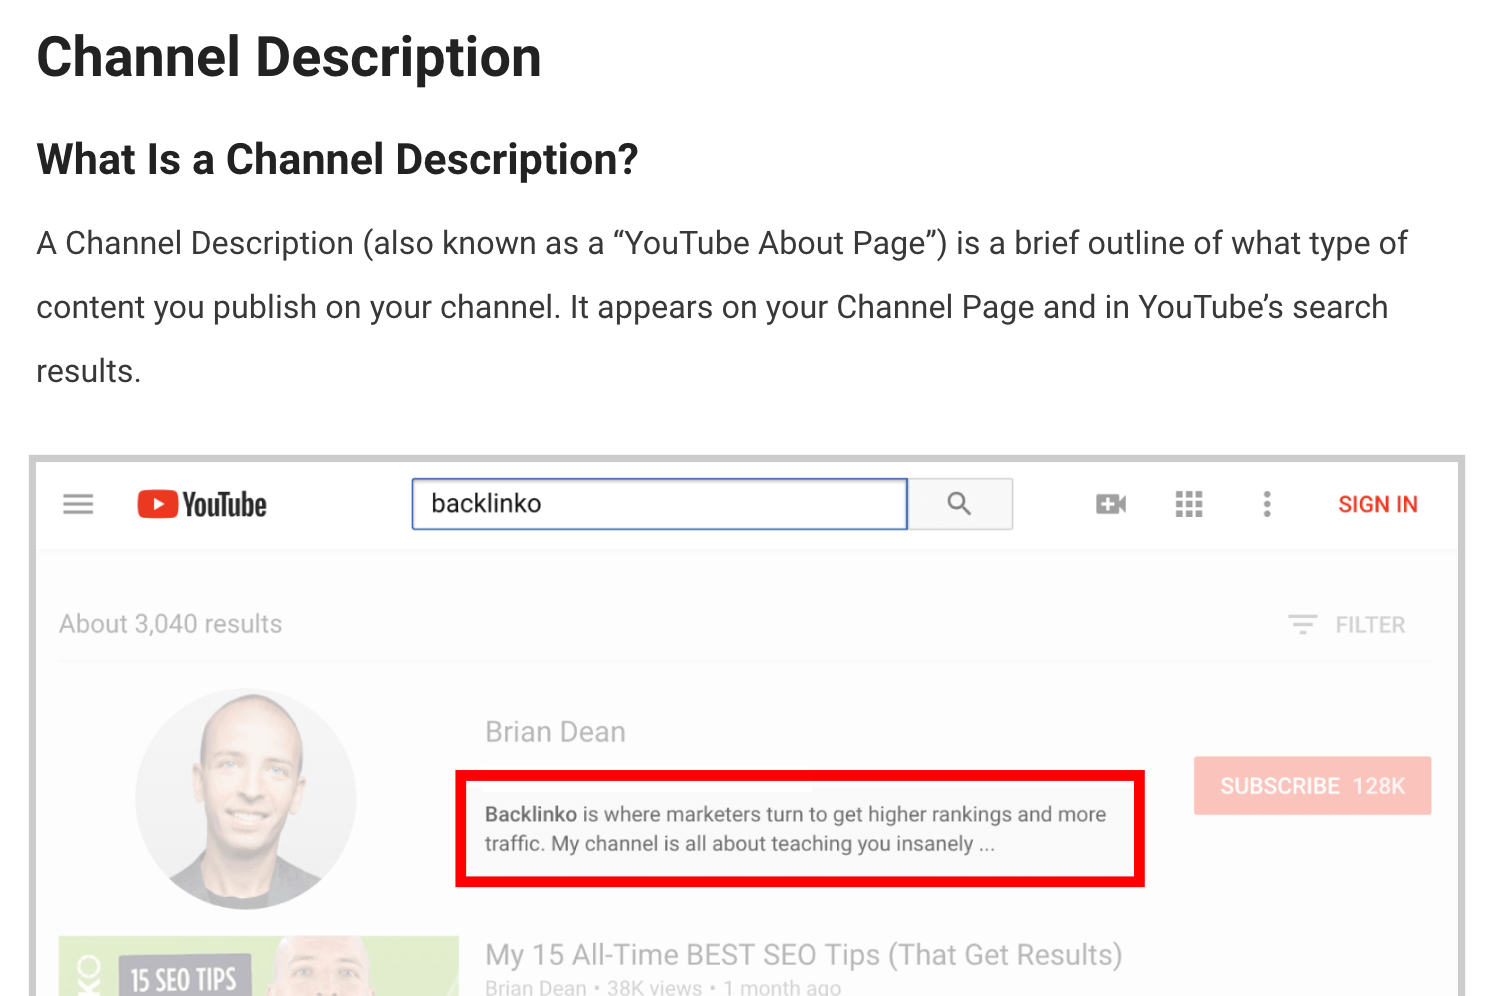 Channel Description
What Is a Channel Description?
A Channel Description (also known as a “YouTube About Page”) is a brief outline of what type of
content you publish on your channel. It appears on your Channel Page and in YouTube’s search
results.
YouTube
backlinko
SIGN IN
About 3,040 results
FILTER
Brian Dean
Backlinko is where marketers turn to get higher rankings and more
traffic. My channel is all about teaching you insanely ...
SUBSCRIBE 128K
KO
15 SEO TIPS
My 15 All-Time BEST SEO Tips (That Get Results)
Brian Dean • 38K views • 1 month ago